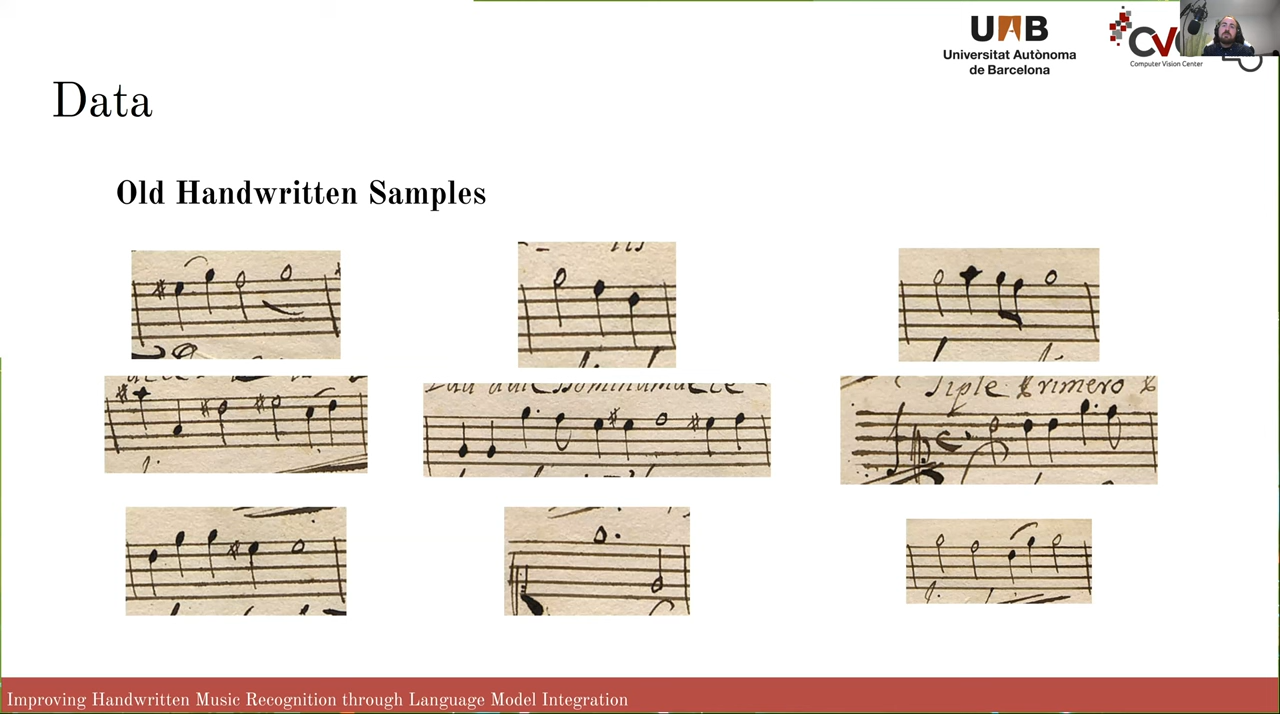 UAB
Universitat Autònoma
de Barcelona
Computer Vision Center
Data
Old Handwritten Samples
Tiple Primero
Improving Handwritten Music Recognition through Language Model Integration